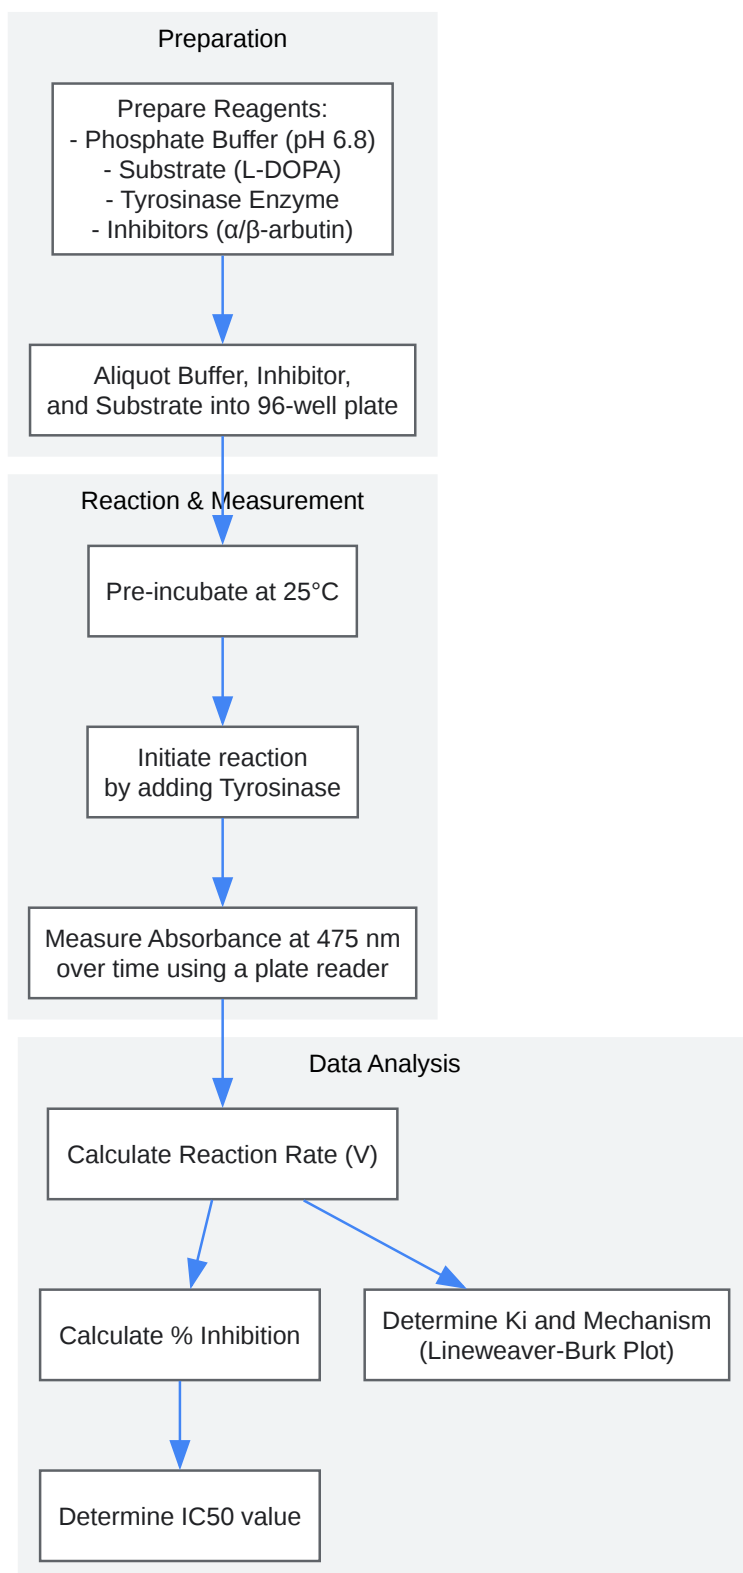 Preparation
Prepare Reagents:
- Phosphate Buffer (pH 6.8)
- Substrate (L-DOPA)
- Tyrosinase Enzyme
- Inhibitors (α/β-arbutin)
Aliquot Buffer, Inhibitor,
and Substrate into 96-well plate
Reaction & Measurement
Pre-incubate at 25°C
Initiate reaction
by adding Tyrosinase
Measure Absorbance at 475 nm
over time using a plate reader
Data Analysis
Calculate Reaction Rate (V)
Calculate % Inhibition
Determine Ki and Mechanism
(Lineweaver-Burk Plot)
Determine IC50 value